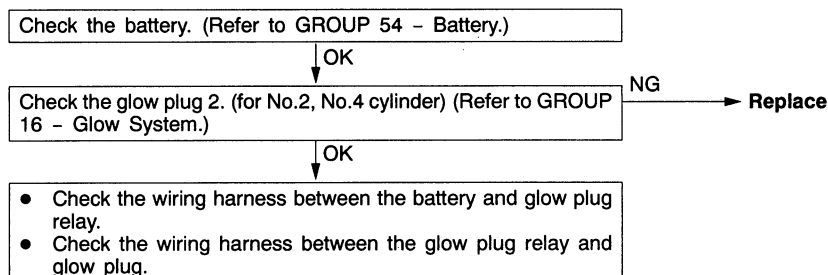 Check the battery. (Refer to GROUP 54 – Battery.)
OK
Check the glow plug 2. (for No.2, No.4 cylinder) (Refer to GROUP
16 – Glow System.)
NG
Replace
OK
● Check the wiring harness between the battery and glow plug
relay.
● Check the wiring harness between the glow plug relay and
glow plug.